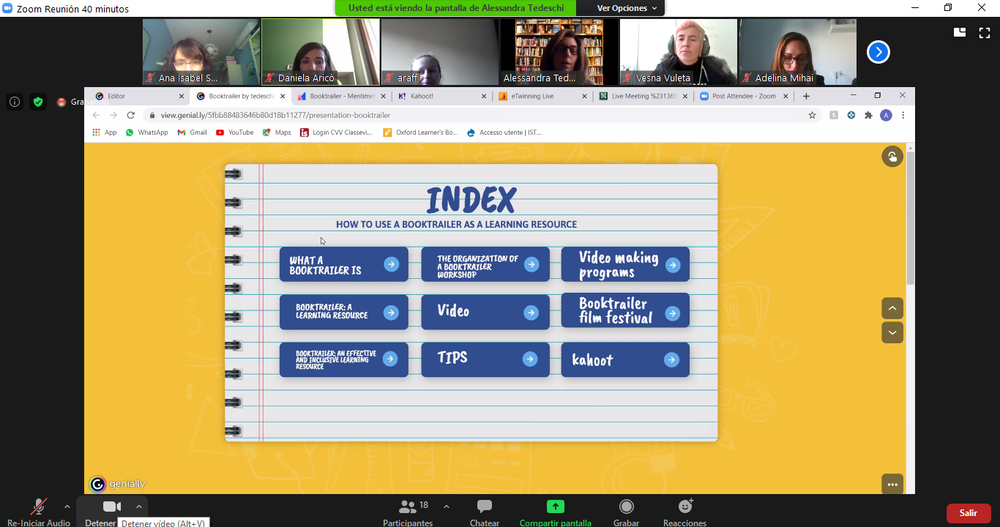 Zoom Reunión 40 minutos
Usted está viendo la pantalla de Alessandra Tedeschi
Ver Opciones
Ana Isabel S...
Daniela Aricò
araff
Alessandra Ted...
Vesna Vuleta
Adelina Mihai
Grabando
Editor
Booktrailer by tedeschi
Booktrailer - Mentimet
Kahoot!
eTwinning Live
Live Meeting %231365
Post Attendee - Zoom
view.genial.ly/5fbb88483646b80d18b11277/presentation-booktrailer
A
App
WhatsApp
Gmail
YouTube
Maps
Login CVV Classevi...
Oxford Learner's Bo...
Accesso utente | IST...
INDEX
HOW TO USE A BOOKTRAILER AS A LEARNING RESOURCE
WHAT A
BOOKTRAILER IS
THE ORGANIZATION OF
A BOOKTRAILER
WORKSHOP
Video making
programs
BOOKTRAILER: A
LEARNING RESOURCE
Video
Booktrailer
film festival
BOOKTRAILER: AN EFFECTIVE
AND INCLUSIVE LEARNING
RESOURCE
TIPS
kahoot
genially
Re-Iniciar Audio
Detener
Detener vídeo (Alt+V)
18
Participantes
Chatear
Compartir pantalla
Grabar
Reacciones
Salir